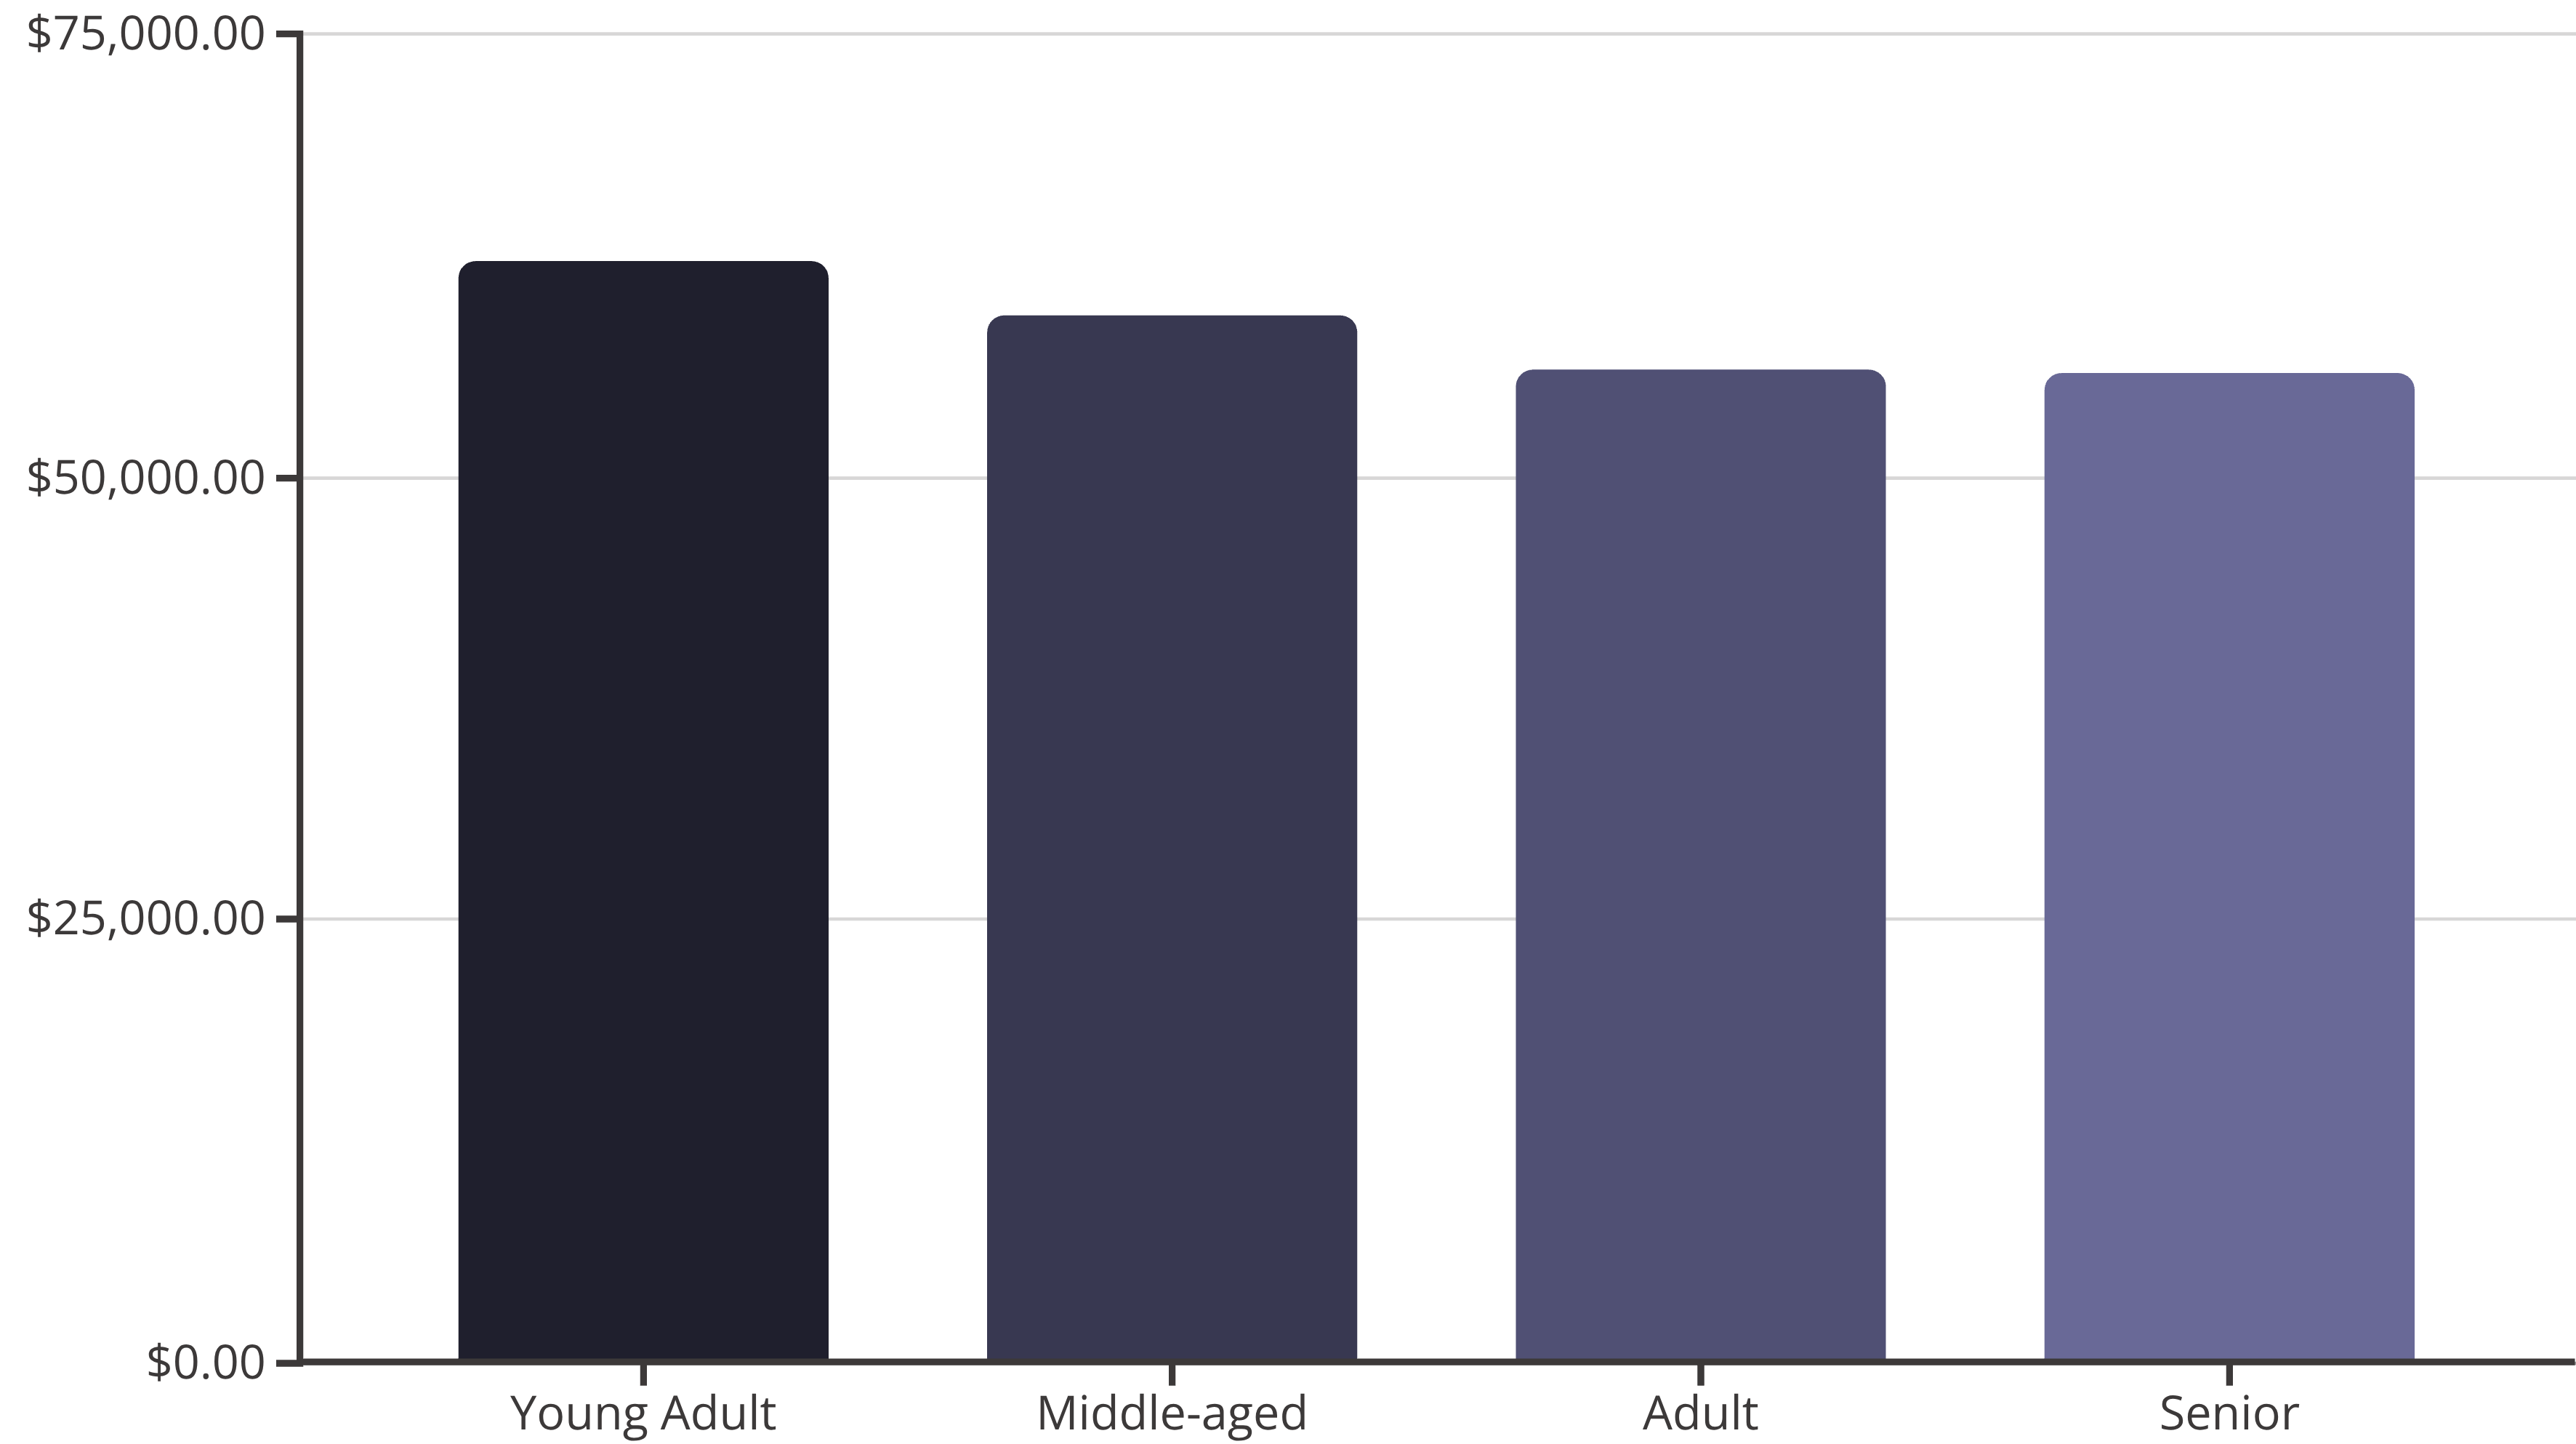 $75,000.00
$50,000.00
$25,000.00
$0.00
Young Adult
Middle-aged
Adult
Senior